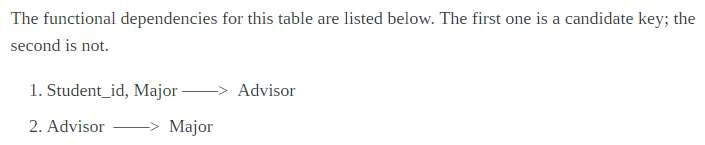 The functional dependencies for this table are listed below. The first one is a candidate key; the
second is not.
1. Student_id, Major ——> Advisor
2. Advisor ——> Major